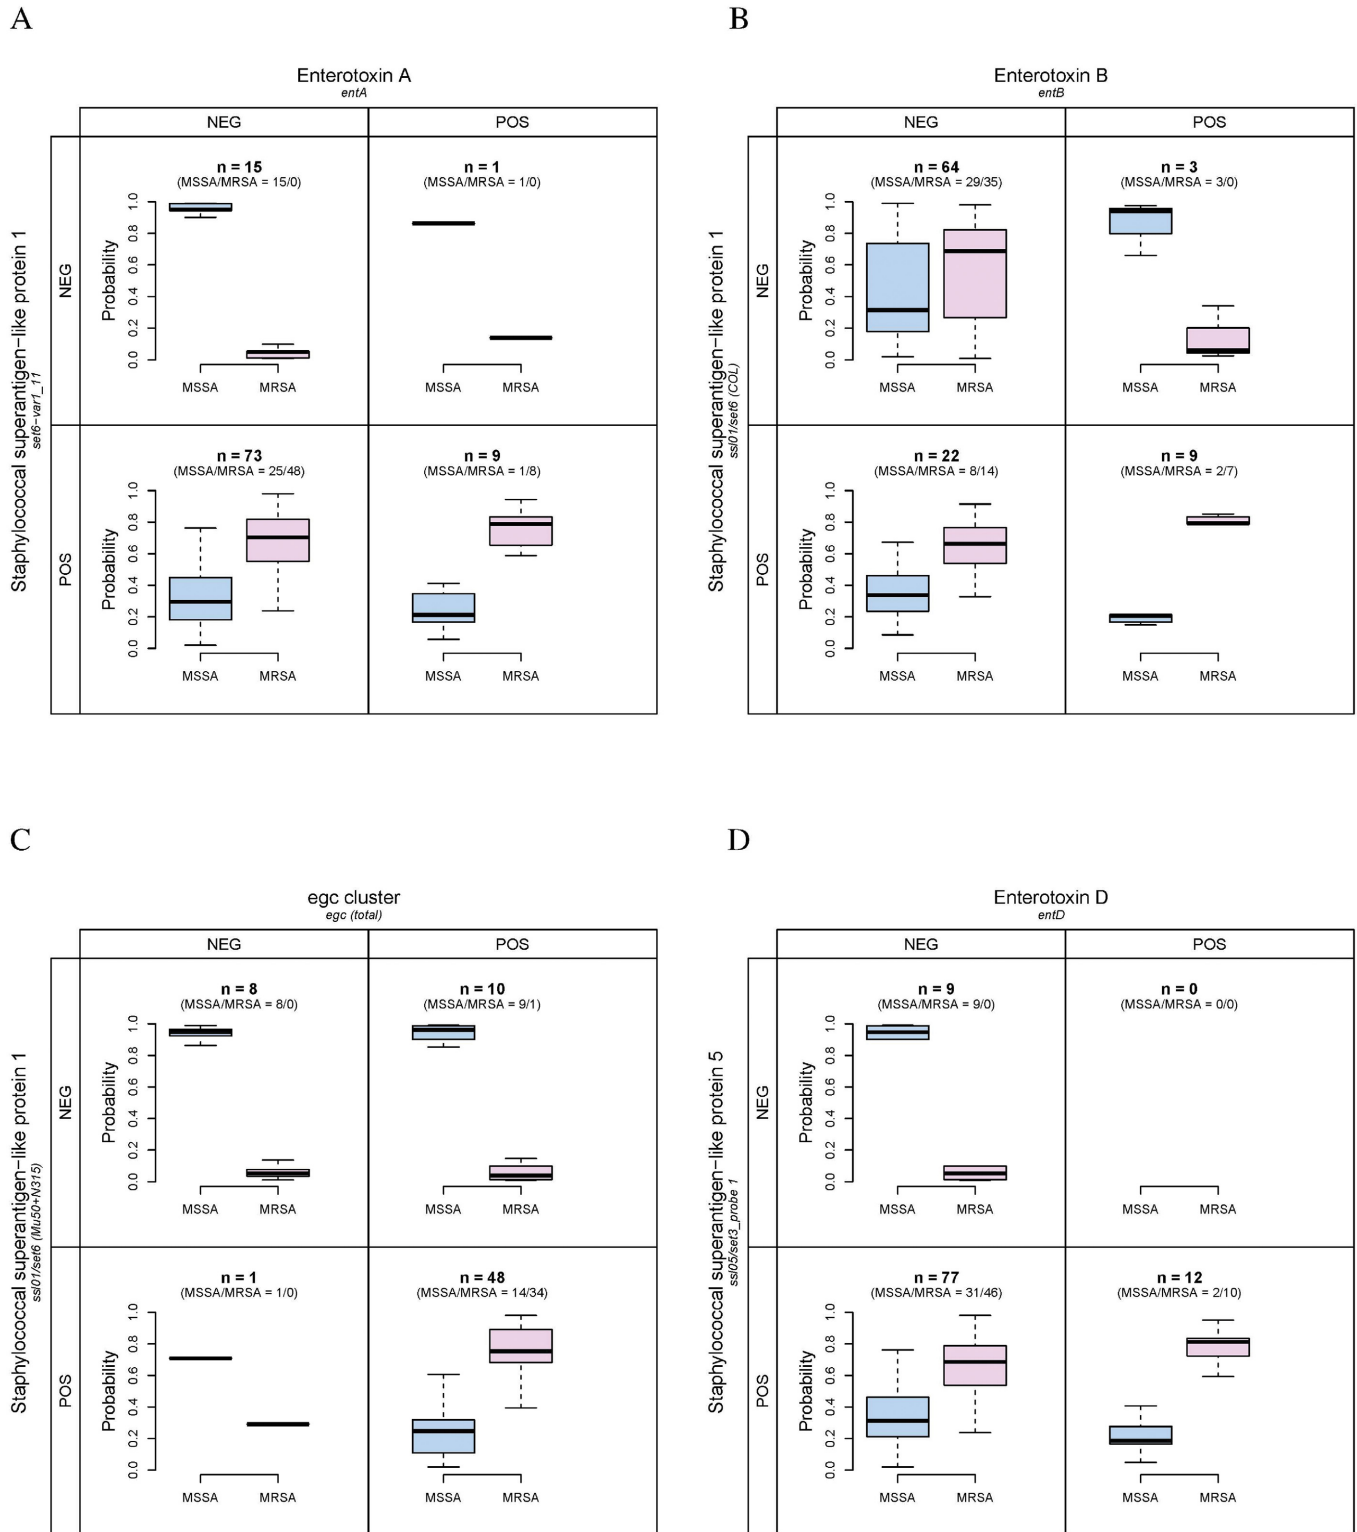 A
Enterotoxin A
entA
NEG
POS
Staphylococcal superantigen-like protein 1
set6-var1_11
NEG
n = 15
(MSSA/MRSA = 15/0)
Probability
1.0
0.8
0.6
0.4
0.2
0.0
MSSA
MRSA
n = 1
(MSSA/MRSA = 1/0)
MSSA
MRSA
POS
n = 73
(MSSA/MRSA = 25/48)
Probability
1.0
0.8
0.6
0.4
0.2
0.0
MSSA
MRSA
n = 9
(MSSA/MRSA = 1/8)
MSSA
MRSA
B
Enterotoxin B
entB
NEG
POS
Staphylococcal superantigen-like protein 1
ssl01/set6 (COL)
NEG
n = 64
(MSSA/MRSA = 29/35)
Probability
1.0
0.8
0.6
0.4
0.2
0.0
MSSA
MRSA
n = 3
(MSSA/MRSA = 3/0)
MSSA
MRSA
POS
n = 22
(MSSA/MRSA = 8/14)
Probability
1.0
0.8
0.6
0.4
0.2
0.0
MSSA
MRSA
n = 9
(MSSA/MRSA = 2/7)
MSSA
MRSA
C
egc cluster
egc (total)
NEG
POS
Staphylococcal superantigen-like protein 1
ssl01/set6 (Mu50+N315)
NEG
n = 8
(MSSA/MRSA = 8/0)
Probability
1.0
0.8
0.6
0.4
0.2
0.0
MSSA
MRSA
n = 10
(MSSA/MRSA = 9/1)
MSSA
MRSA
POS
n = 1
(MSSA/MRSA = 1/0)
Probability
1.0
0.8
0.6
0.4
0.2
0.0
MSSA
MRSA
n = 48
(MSSA/MRSA = 14/34)
MSSA
MRSA
D
Enterotoxin D
entD
NEG
POS
Staphylococcal superantigen-like protein 5
ssl05/set3_probe 1
NEG
n = 9
(MSSA/MRSA = 9/0)
Probability
1.0
0.8
0.6
0.4
0.2
0.0
MSSA
MRSA
n = 0
(MSSA/MRSA = 0/0)
MSSA
MRSA
POS
n = 77
(MSSA/MRSA = 31/46)
Probability
1.0
0.8
0.6
0.4
0.2
0.0
MSSA
MRSA
n = 12
(MSSA/MRSA = 2/10)
MSSA
MRSA